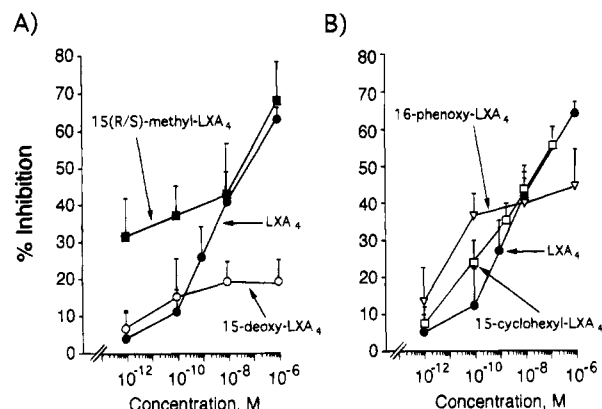 A)
% Inhibition
80
70
60
50
40
30
20
10
0
15(R/S)-methyl-LXA₄
LXA₄
15-deoxy-LXA₄
10⁻¹² 10⁻¹⁰ 10⁻⁸ 10⁻⁶
Concentration, M
B)
80
70
60
50
40
30
20
10
0
16-phenoxy-LXA₄
LXA₄
15-cyclohexyl-LXA₄
10⁻¹² 10⁻¹⁰ 10⁻⁸ 10⁻⁶
Concentration, M